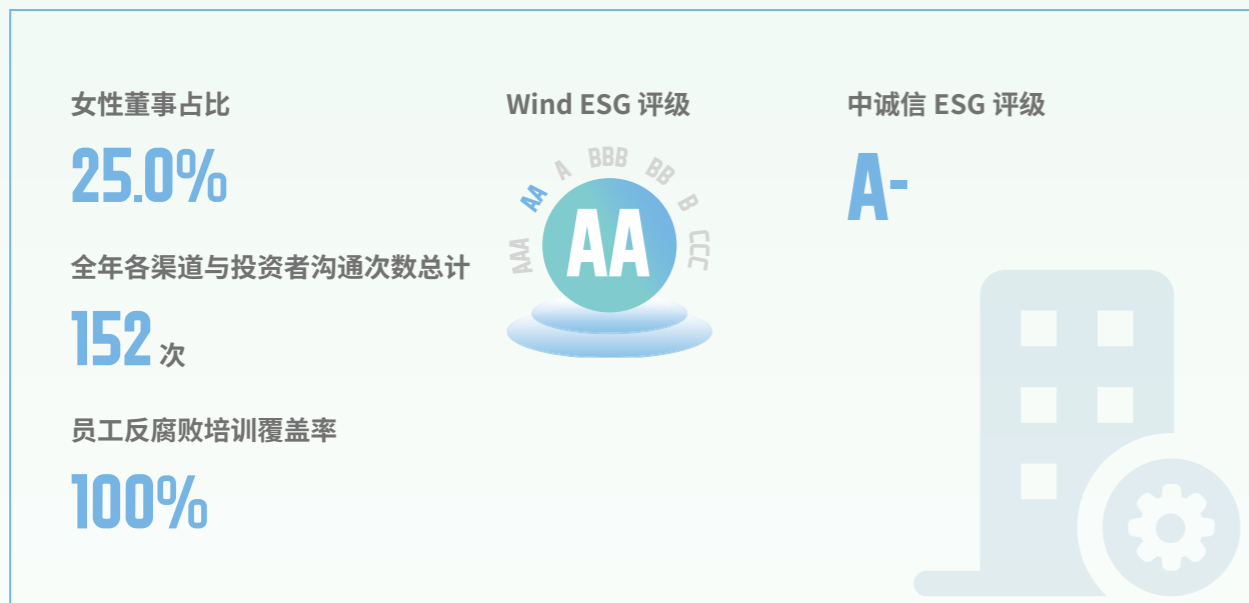 女性董事占比
25.0%
全年各渠道与投资者沟通次数总计
152 次
员工反腐败培训覆盖率
100%
Wind ESG 评级
AAA
AA
A
BBB
BB
B
CCC
AA
中诚信 ESG 评级
A-